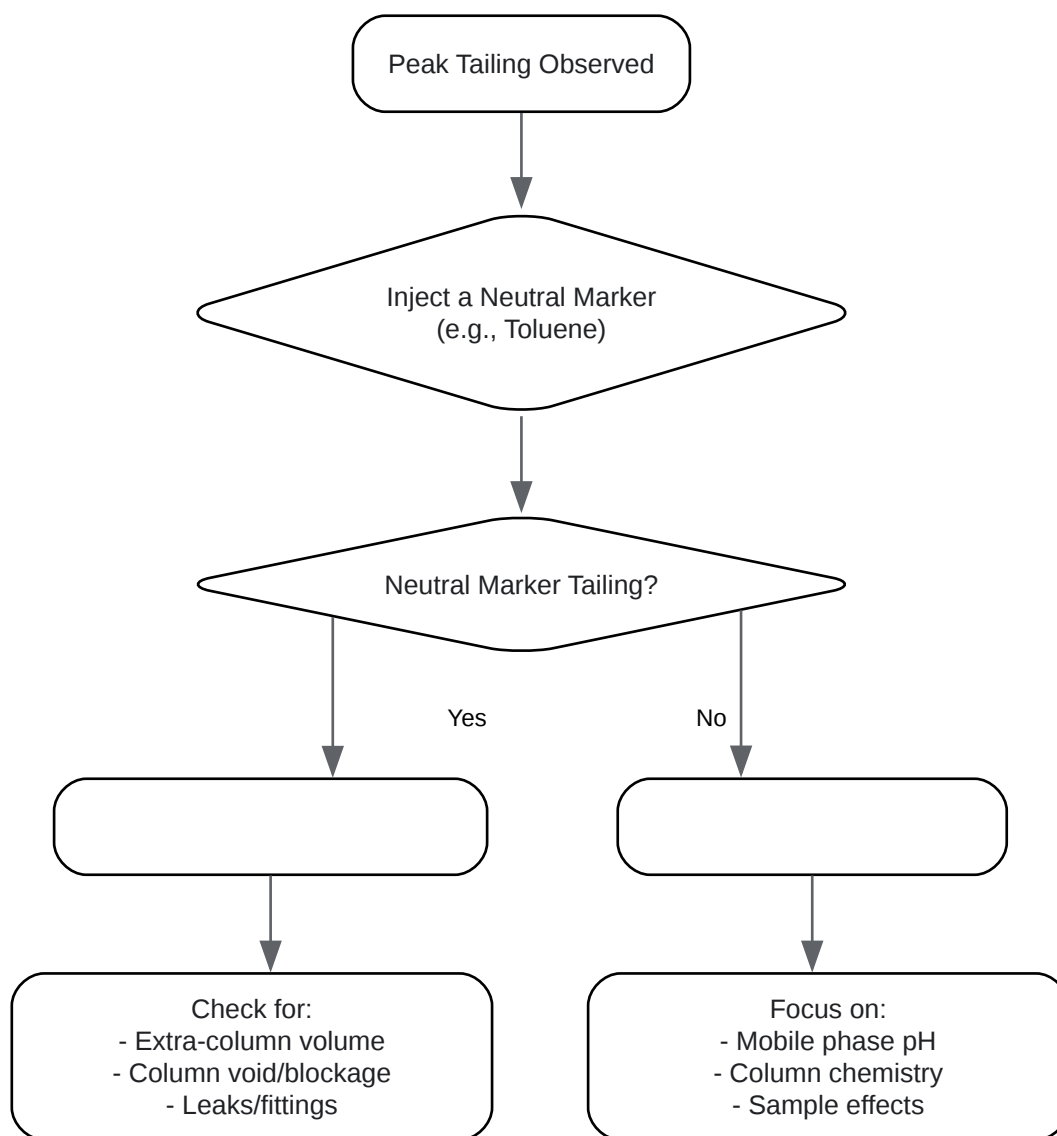 Peak Tailing Observed
Inject a Neutral Marker
(e.g., Toluene)
Neutral Marker Tailing?
Yes
No
Check for:
- Extra-column volume
- Column void/blockage
- Leaks/fittings
Focus on:
- Mobile phase pH
- Column chemistry
- Sample effects